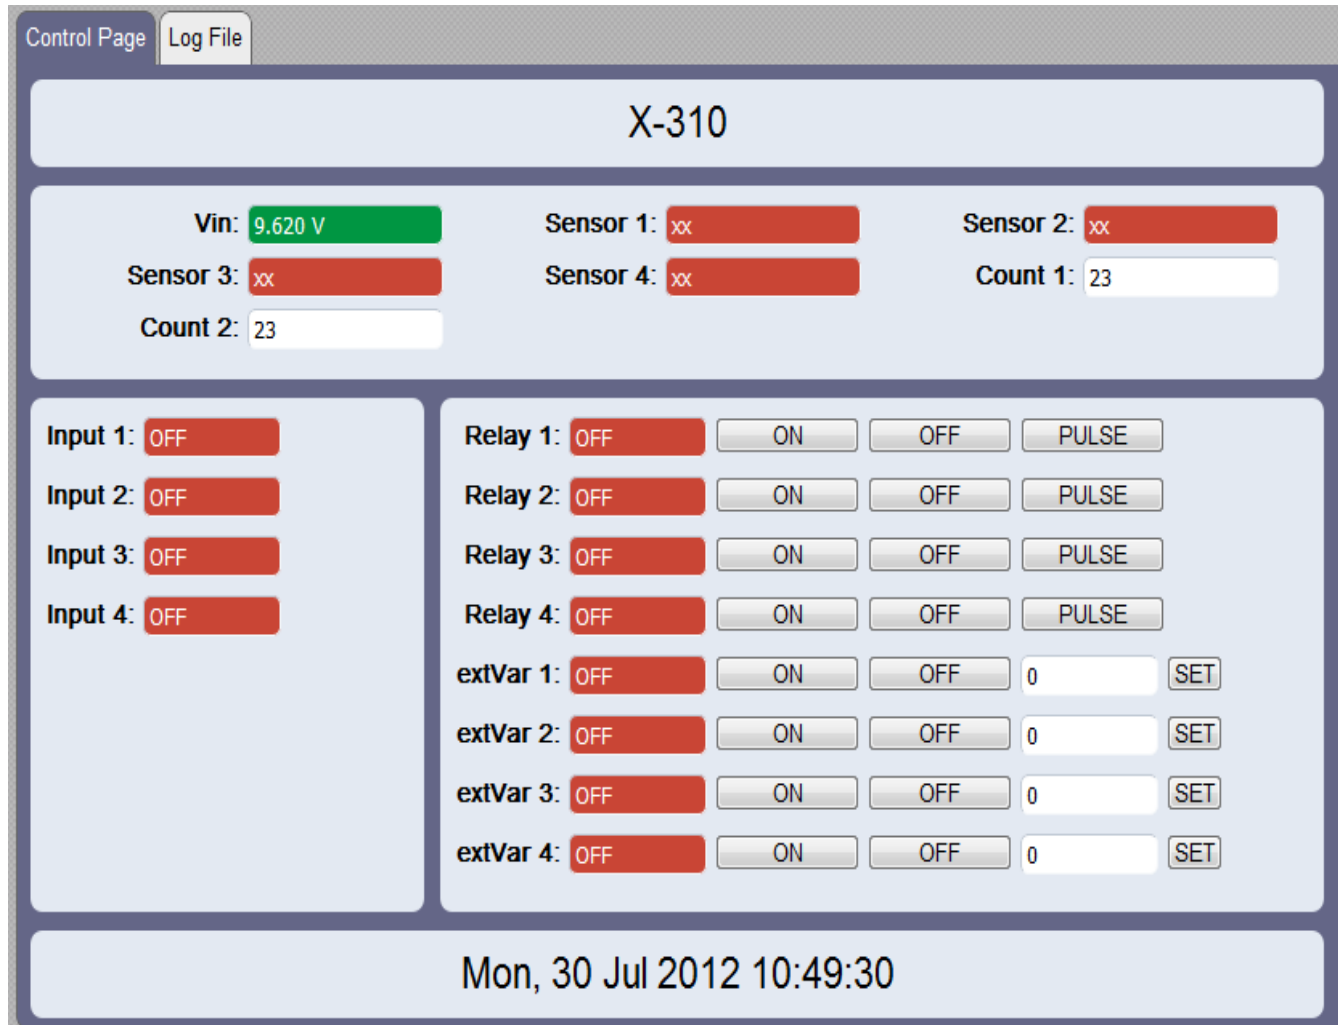 Control Page Log File
X-310
Vin: 9.620 V Sensor 1: xx Sensor 2: xx
Sensor 3: xx Sensor 4: xx Count 1: 23
Count 2: 23
Input 1: OFF
Input 2: OFF
Input 3: OFF
Input 4: OFF
Relay 1: OFF ON OFF PULSE
Relay 2: OFF ON OFF PULSE
Relay 3: OFF ON OFF PULSE
Relay 4: OFF ON OFF PULSE
extVar 1: OFF ON OFF 0 SET
extVar 2: OFF ON OFF 0 SET
extVar 3: OFF ON OFF 0 SET
extVar 4: OFF ON OFF 0 SET
Mon, 30 Jul 2012 10:49:30